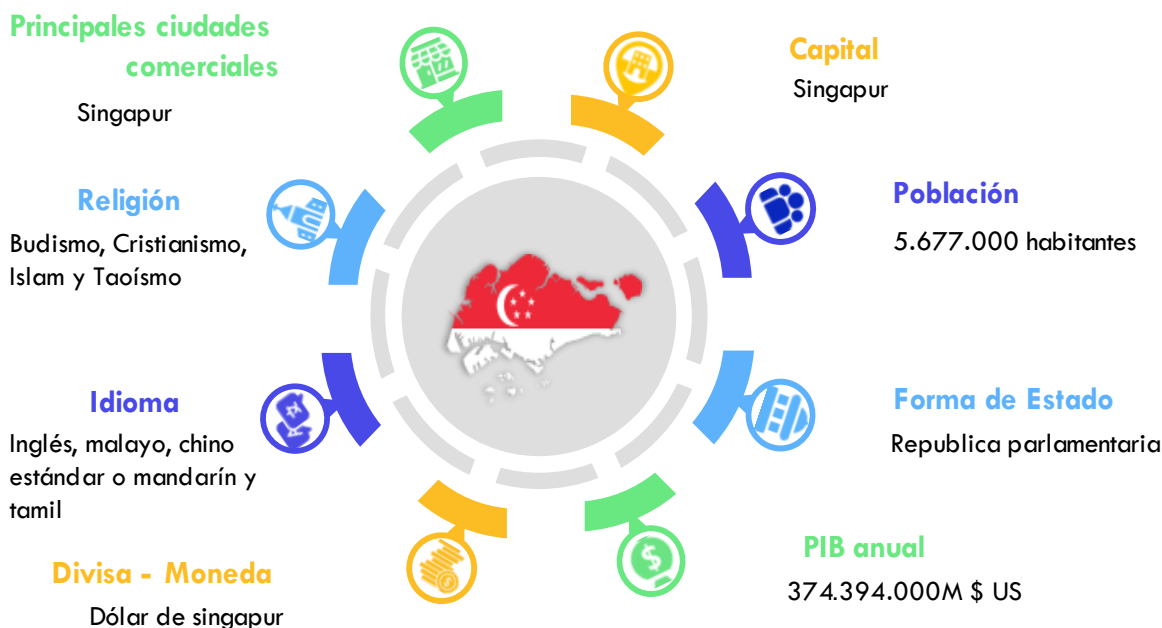 Principales ciudades
comerciales
Singapur
Capital
Singapur
Religión
Budismo, Cristianismo,
Islam y Taoísmo
Población
5.677.000 habitantes
Idioma
Inglés, malayo, chino
estándar o mandarín y
tamil
Forma de Estado
Republica parlamentaria
Divisa - Moneda
Dólar de singapur
PIB anual
374.394.000M $ US